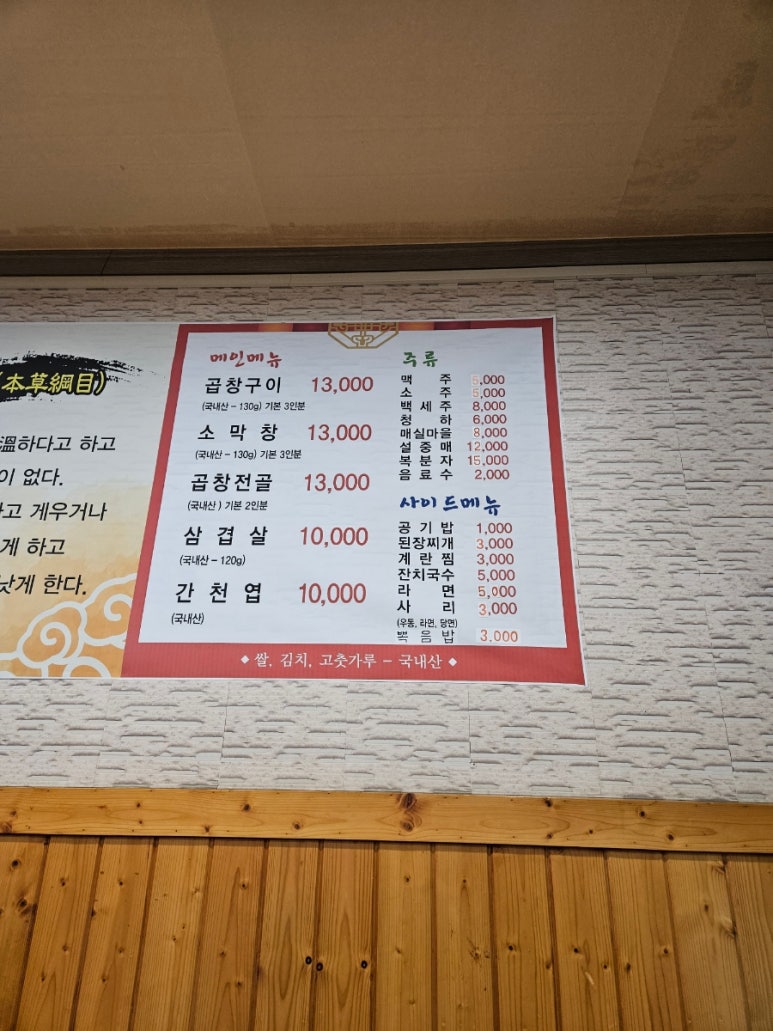 (本草綱目)
溫하다고 하고
이 없다.
고 게우거나
게 하고
낫게 한다.
메인메뉴
곱창구이 13,000
(국내산 - 130g) 기본 3인분
소 막 창 13,000
(국내산 - 130g) 기본 3인분
곱창전골 13,000
(국내산 ) 기본 2인분
삼 겹 살 10,000
(국내산 - 120g)
간 천 엽 10,000
(국내산)
주류
맥 주 5,000
소 주 5,000
백 세 주 8,000
청 하 6,000
매실마을 8,000
설 중 매 12,000
복 분 자 15,000
음 료 수 2,000
사이드메뉴
공 기 밥 1,000
된장찌개 3,000
계 란 찜 3,000
잔치국수 5,000
라 면 5,000
사 리 3,000
(우동, 라면, 당면)
볶 음 밥 3,000
◆ 쌀, 김치, 고춧가루 - 국내산 ◆